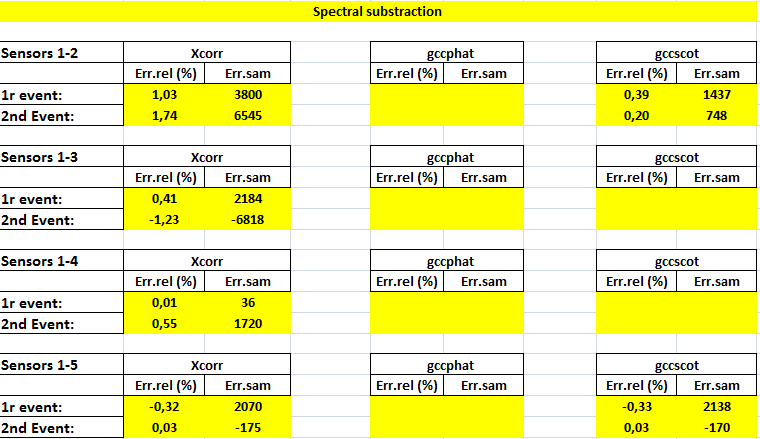 Spectral substraction
Sensors 1-2 Xcorr gccphat gccscot
Err.rel (%) Err.sam Err.rel (%) Err.sam Err.rel (%) Err.sam
1r event: 1,03 3800 0,39 1437
2nd Event: 1,74 6545 0,20 748
Sensors 1-3 Xcorr gccphat gccscot
Err.rel (%) Err.sam Err.rel (%) Err.sam Err.rel (%) Err.sam
1r event: 0,41 2184
2nd Event: -1,23 -6818
Sensors 1-4 Xcorr gccphat gccscot
Err.rel (%) Err.sam Err.rel (%) Err.sam Err.rel (%) Err.sam
1r event: 0,01 36
2nd Event: 0,55 1720
Sensors 1-5 Xcorr gccphat gccscot
Err.rel (%) Err.sam Err.rel (%) Err.sam Err.rel (%) Err.sam
1r event: -0,32 2070 -0,33 2138
2nd Event: 0,03 -175 0,03 -170